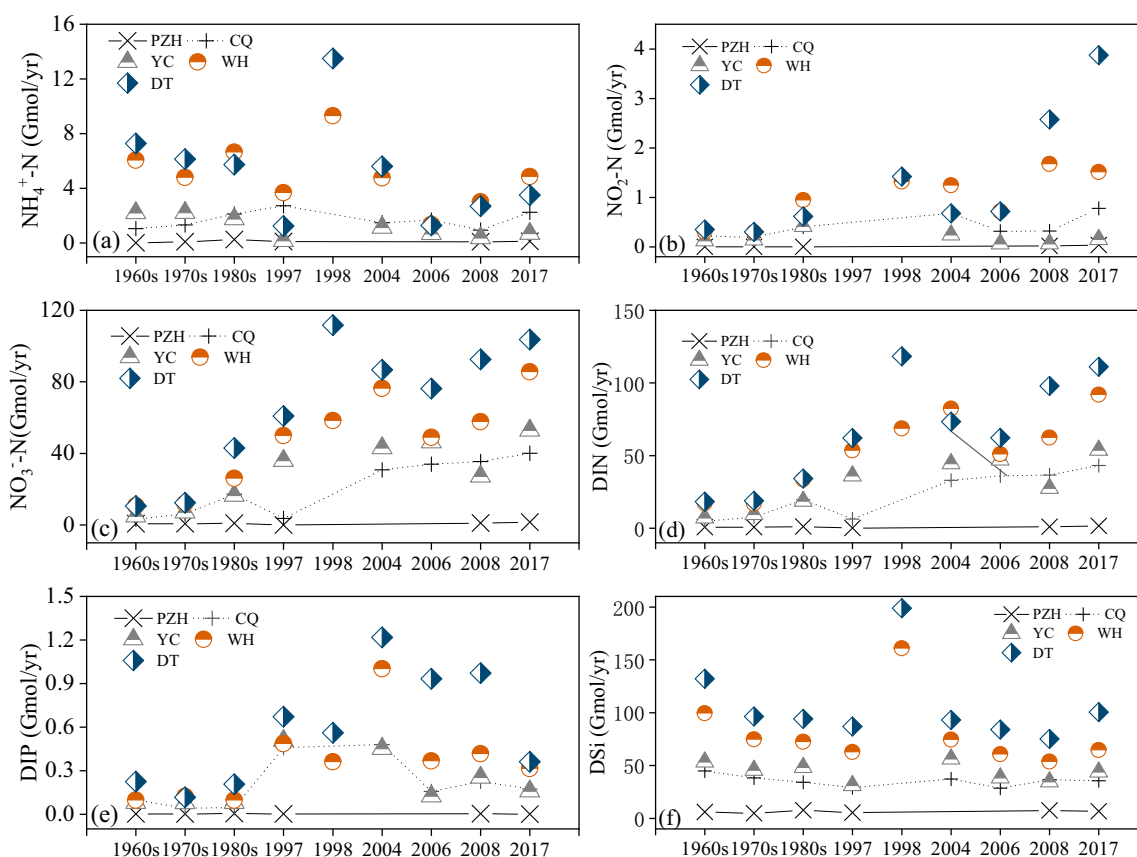 NH₄⁺-N (Gmol/yr)
16
12
8
4
0
PZH CQ
YC WH
DT
(a)
1960s 1970s 1980s 1997 1998 2004 2006 2008 2017
NO₂-N (Gmol/yr)
4
3
2
1
0
PZH CQ
YC WH
DT
(b)
1960s 1970s 1980s 1997 1998 2004 2006 2008 2017
NO₃⁻-N(Gmol/yr)
120
80
40
0
PZH CQ
YC WH
DT
(c)
1960s 1970s 1980s 1997 1998 2004 2006 2008 2017
DIN (Gmol/yr)
150
100
50
0
PZH CQ
YC WH
DT
(d)
1960s 1970s 1980s 1997 1998 2004 2006 2008 2017
DIP (Gmol/yr)
1.5
1.2
0.9
0.6
0.3
0.0
PZH CQ
YC WH
DT
(e)
1960s 1970s 1980s 1997 1998 2004 2006 2008 2017
DSi (Gmol/yr)
200
150
100
50
0
PZH CQ
YC WH
DT
(f)
1960s 1970s 1980s 1997 1998 2004 2006 2008 2017